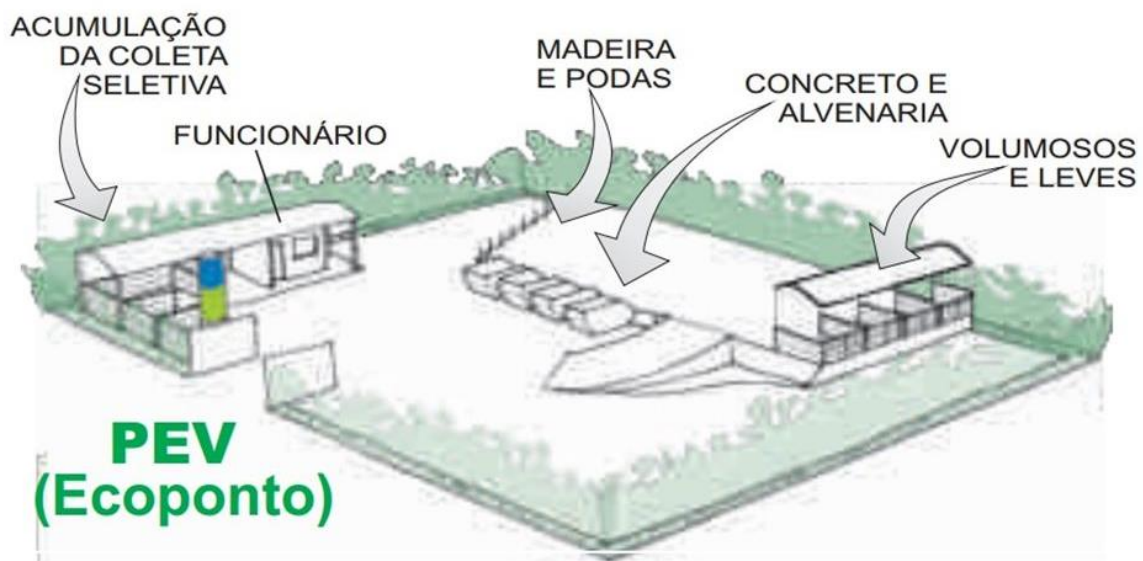 ACUMULAÇÃO
DA COLETA
SELETIVA
FUNCIONÁRIO
MADEIRA
E PODAS
CONCRETO E
ALVENARIA
VOLUMOSOS
E LEVES
PEV
(Ecoponto)